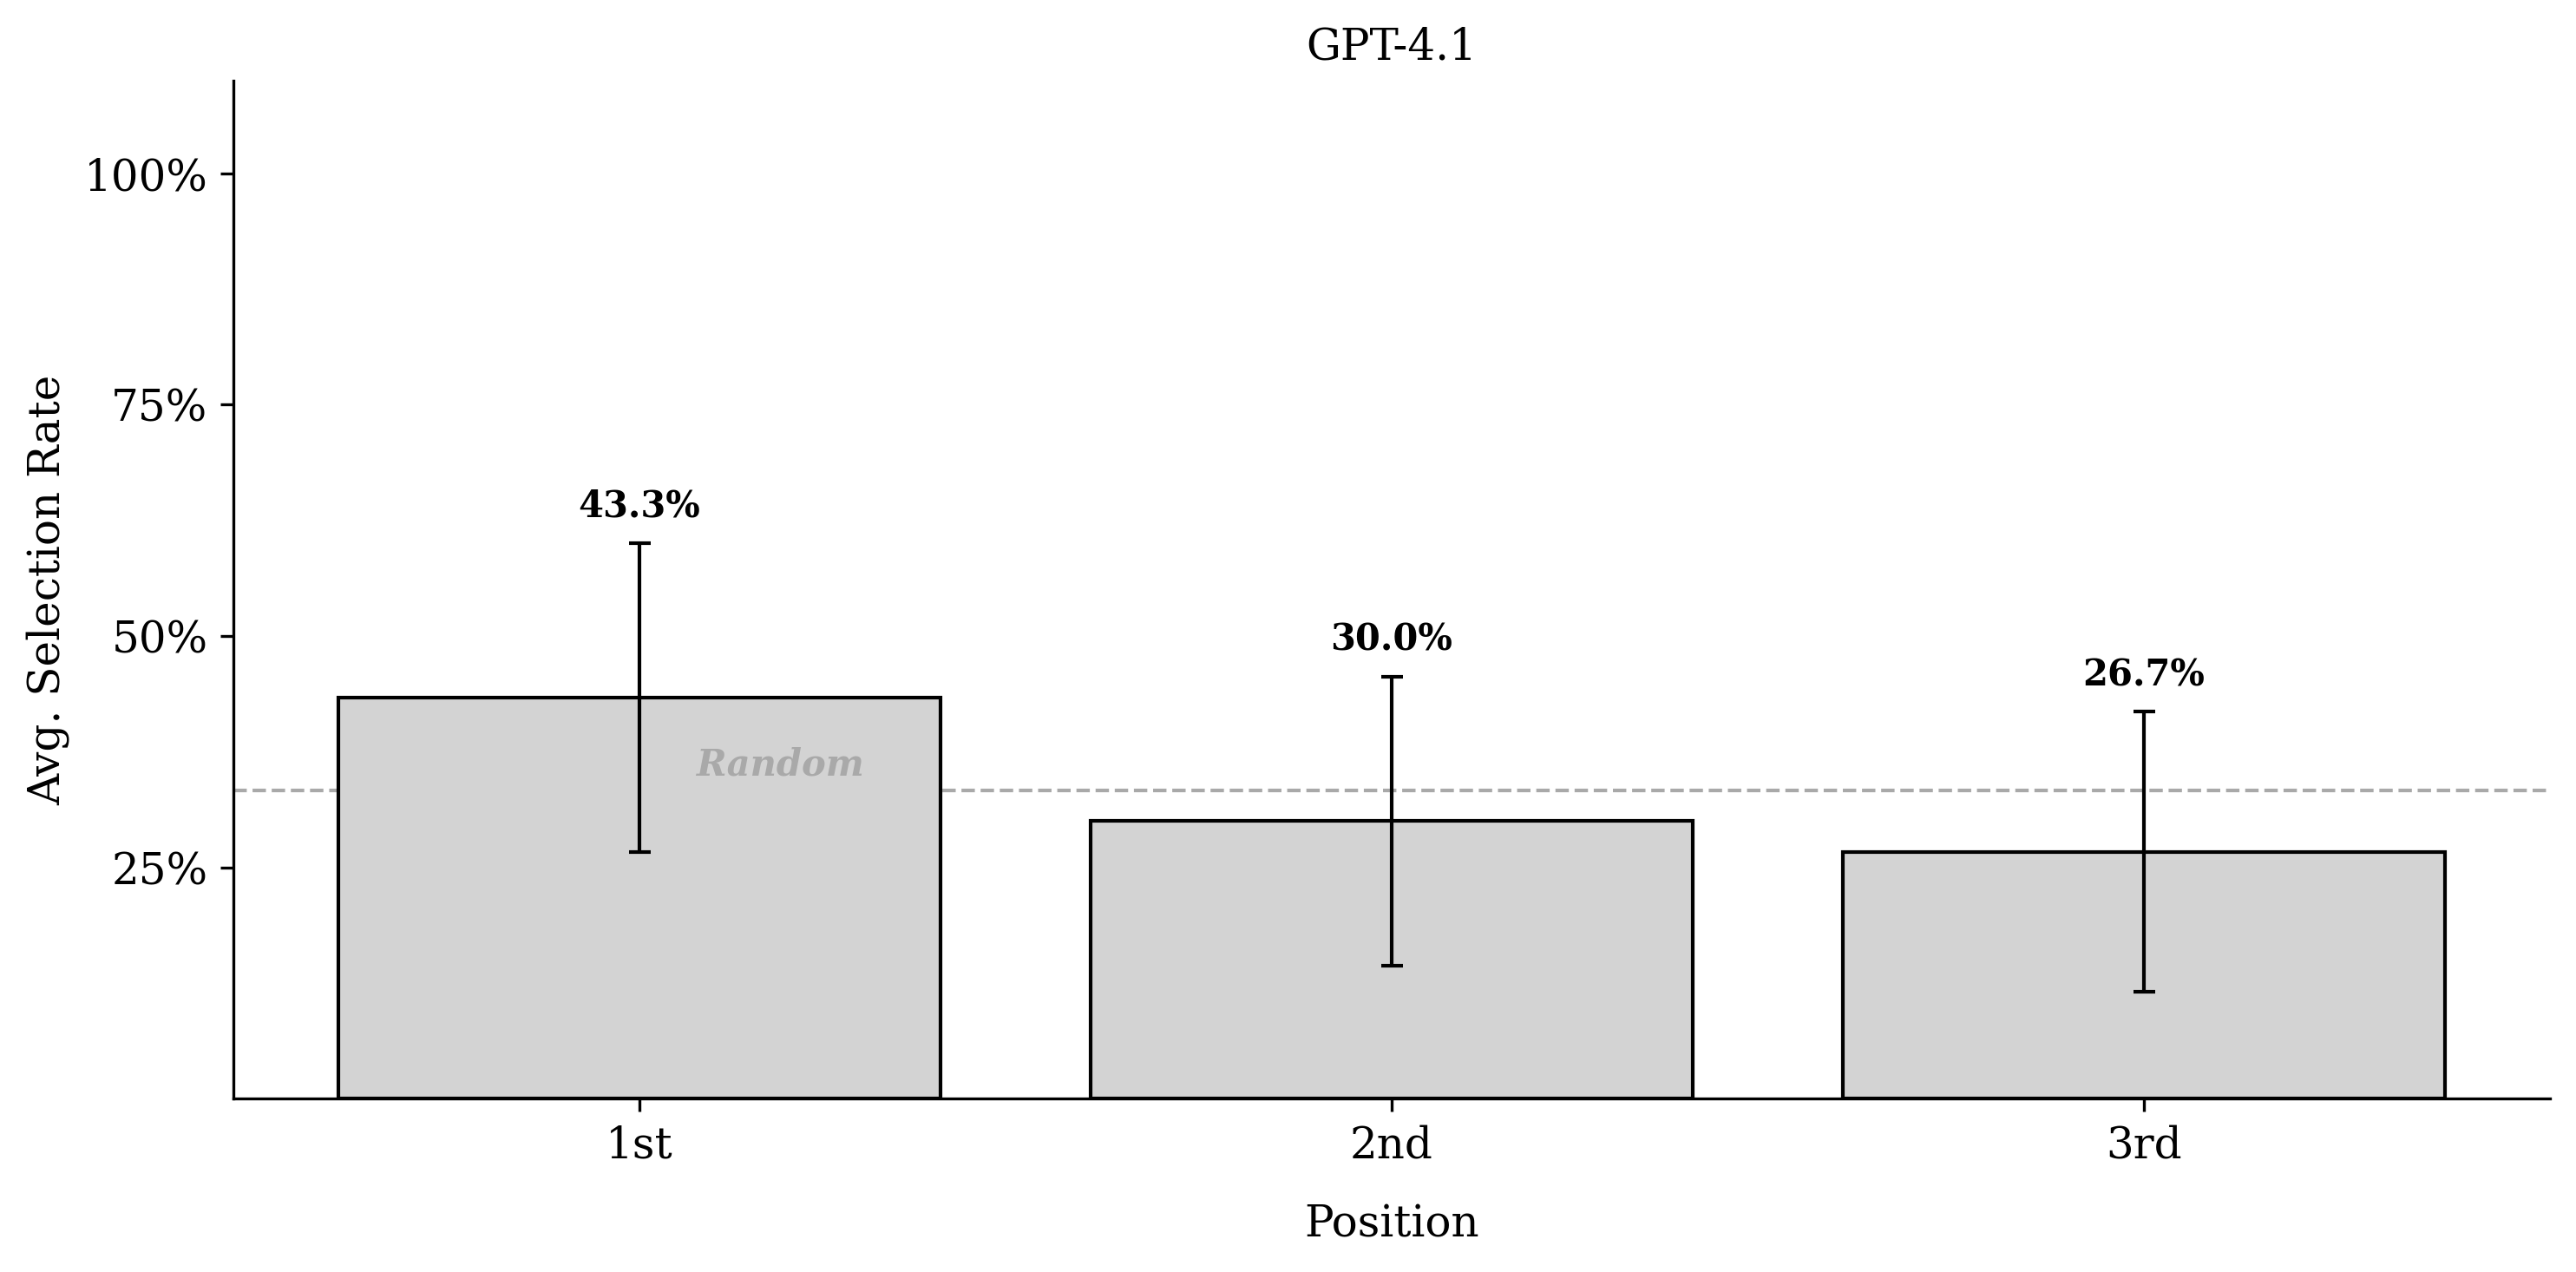 GPT-4.1
Avg. Selection Rate
100%
75%
50%
25%
43.3%
30.0%
26.7%
Random
1st
2nd
3rd
Position